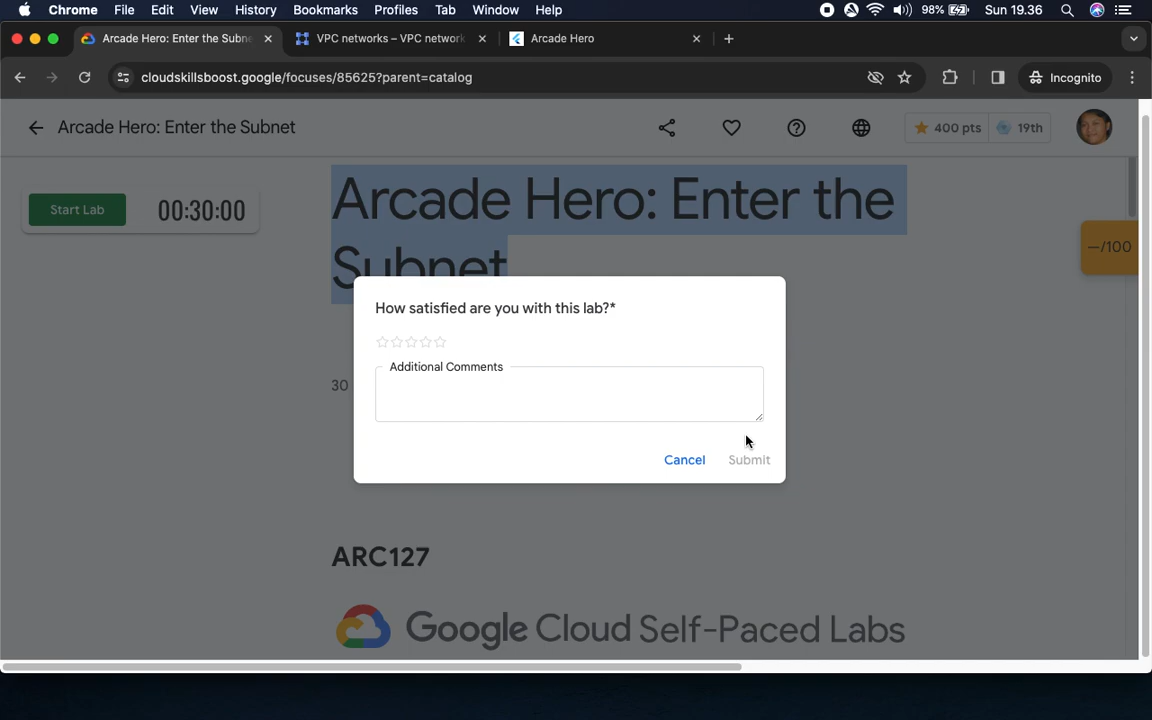 Chrome File Edit View History Bookmarks Profiles Tab Window Help 98% Sun 19.36
Arcade Hero: Enter the Subne VPC networks – VPC network Arcade Hero
cloudskillsboost.google/focuses/85625?parent=catalog Incognito
Arcade Hero: Enter the Subnet 400 pts 19th
Start Lab 00:30:00
Arcade Hero: Enter the
Subnet
—/100
How satisfied are you with this lab?*
Additional Comments
30
Cancel Submit
ARC127
Google Cloud Self-Paced Labs